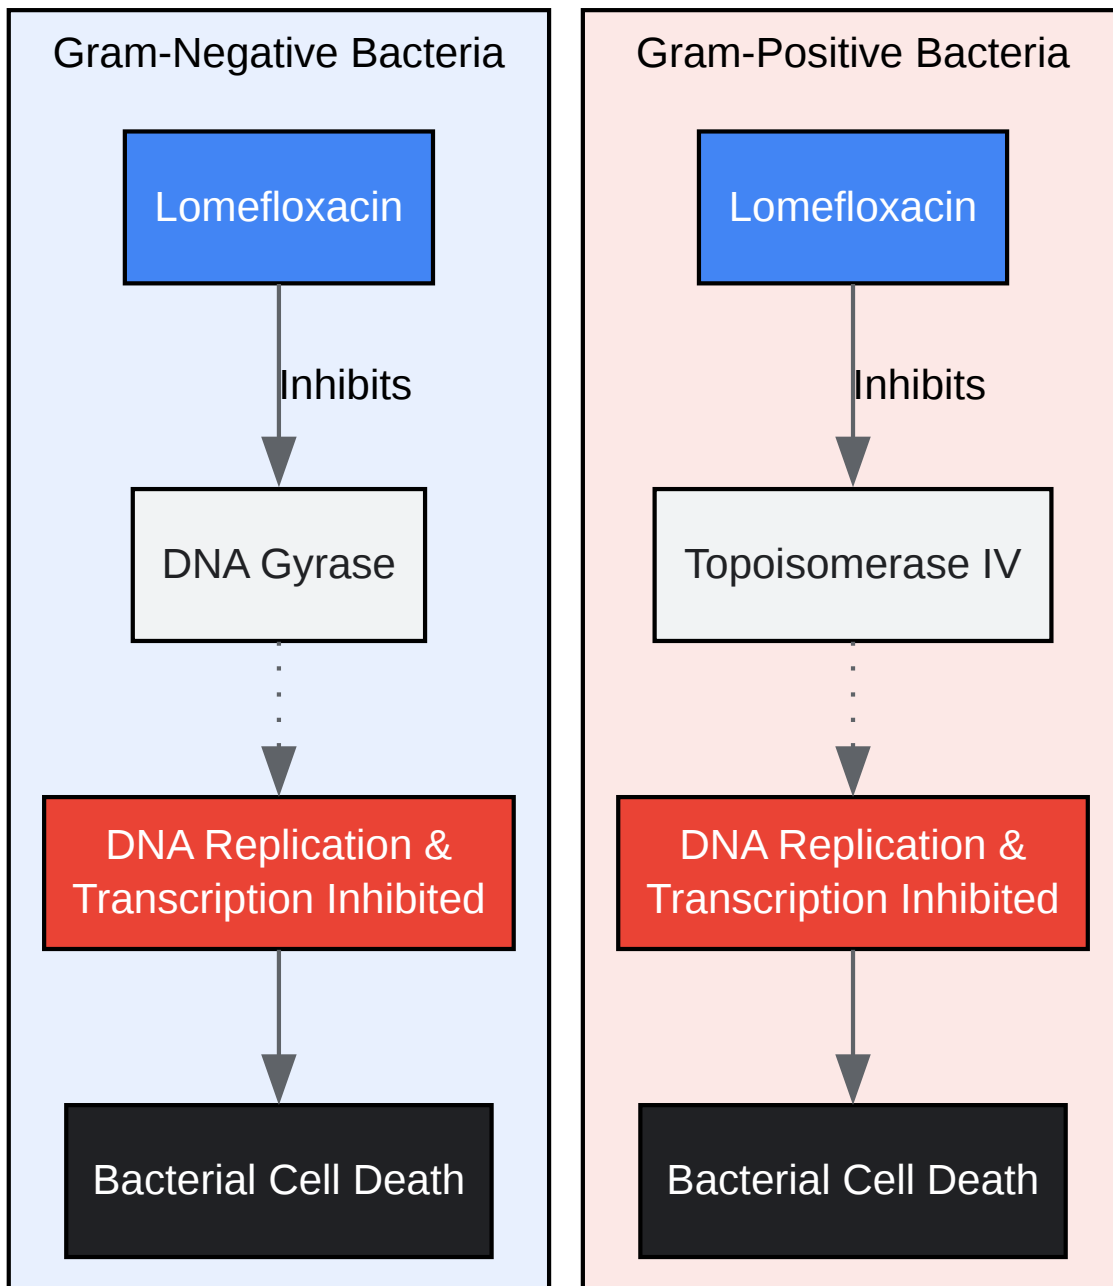 Gram-Negative Bacteria
Lomefloxacin
Inhibits
DNA Gyrase
DNA Replication &
Transcription Inhibited
Bacterial Cell Death
Gram-Positive Bacteria
Lomefloxacin
Inhibits
Topoisomerase IV
DNA Replication &
Transcription Inhibited
Bacterial Cell Death